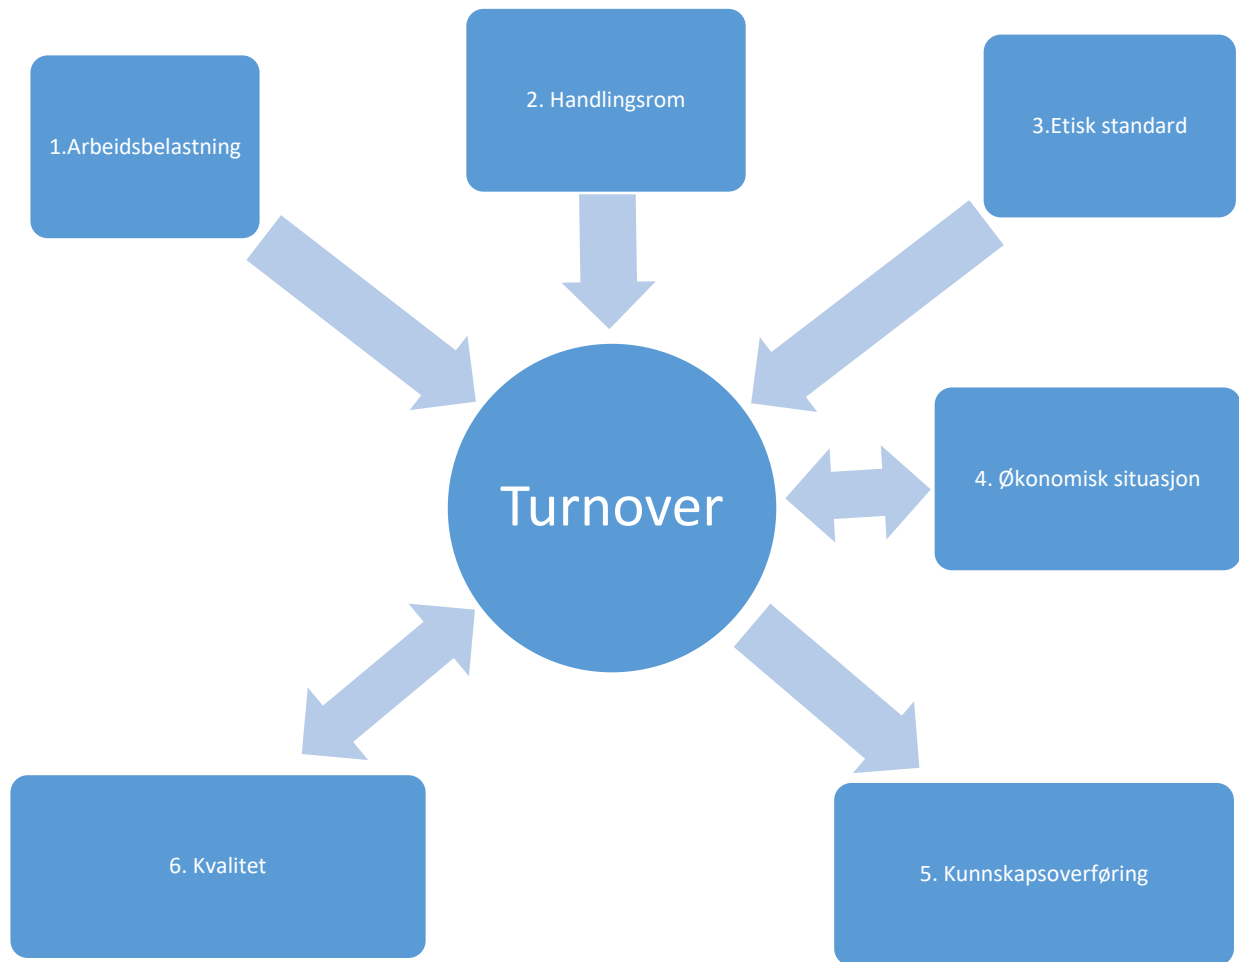 1.Arbeidsbelastning
2. Handlingsrom
3.Etisk standard
4. Økonomisk situasjon
Turnover
6. Kvalitet
5. Kunnskapsoverføring